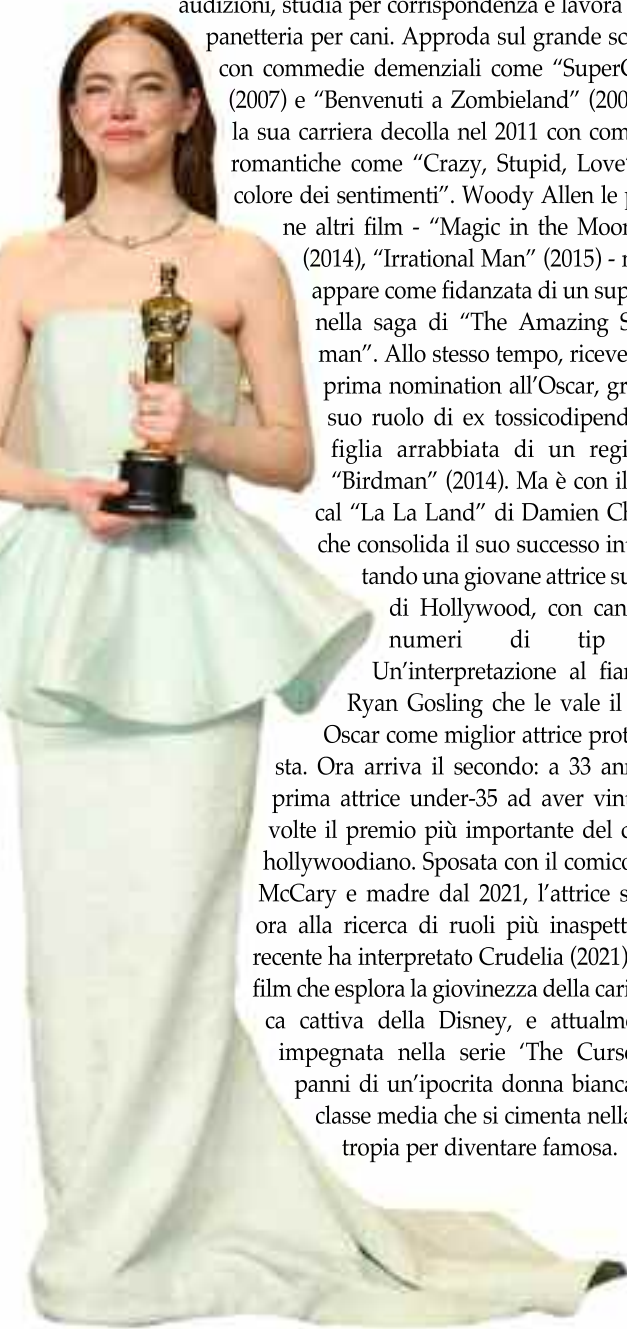 audizioni, studia per corrispondenza e lavora
panetteria per cani. Approda sul grande sc
con commedie demenziali come “SuperC
(2007) e “Benvenuti a Zombieland” (200
la sua carriera decolla nel 2011 con com
romantiche come “Crazy, Stupid, Love”
colore dei sentimenti”. Woody Allen le p
ne altri film - “Magic in the Moon
(2014), “Irrational Man” (2015) - m
appare come fidanzata di un sup
nella saga di “The Amazing S
man”. Allo stesso tempo, riceve
prima nomination all’Oscar, gr
suo ruolo di ex tossicodipend
figlia arrabbiata di un regi
“Birdman” (2014). Ma è con il
cal “La La Land” di Damien Ch
che consolida il suo successo int
tando una giovane attrice su
di Hollywood, con can
numeri di tip
Un’interpretazione al fian
Ryan Gosling che le vale il
Oscar come miglior attrice prot
sta. Ora arriva il secondo: a 33 ann
prima attrice under-35 ad aver vint
volte il premio più importante del c
hollywoodiano. Sposata con il comico
McCary e madre dal 2021, l’attrice s
ora alla ricerca di ruoli più inaspett
recente ha interpretato Crudelia (2021)
film che esplora la giovinezza della cari
ca cattiva della Disney, e attualme
impegnata nella serie ‘The Curse
panni di un’ipocrita donna bianca
classe media che si cimenta nella
tropia per diventare famosa.